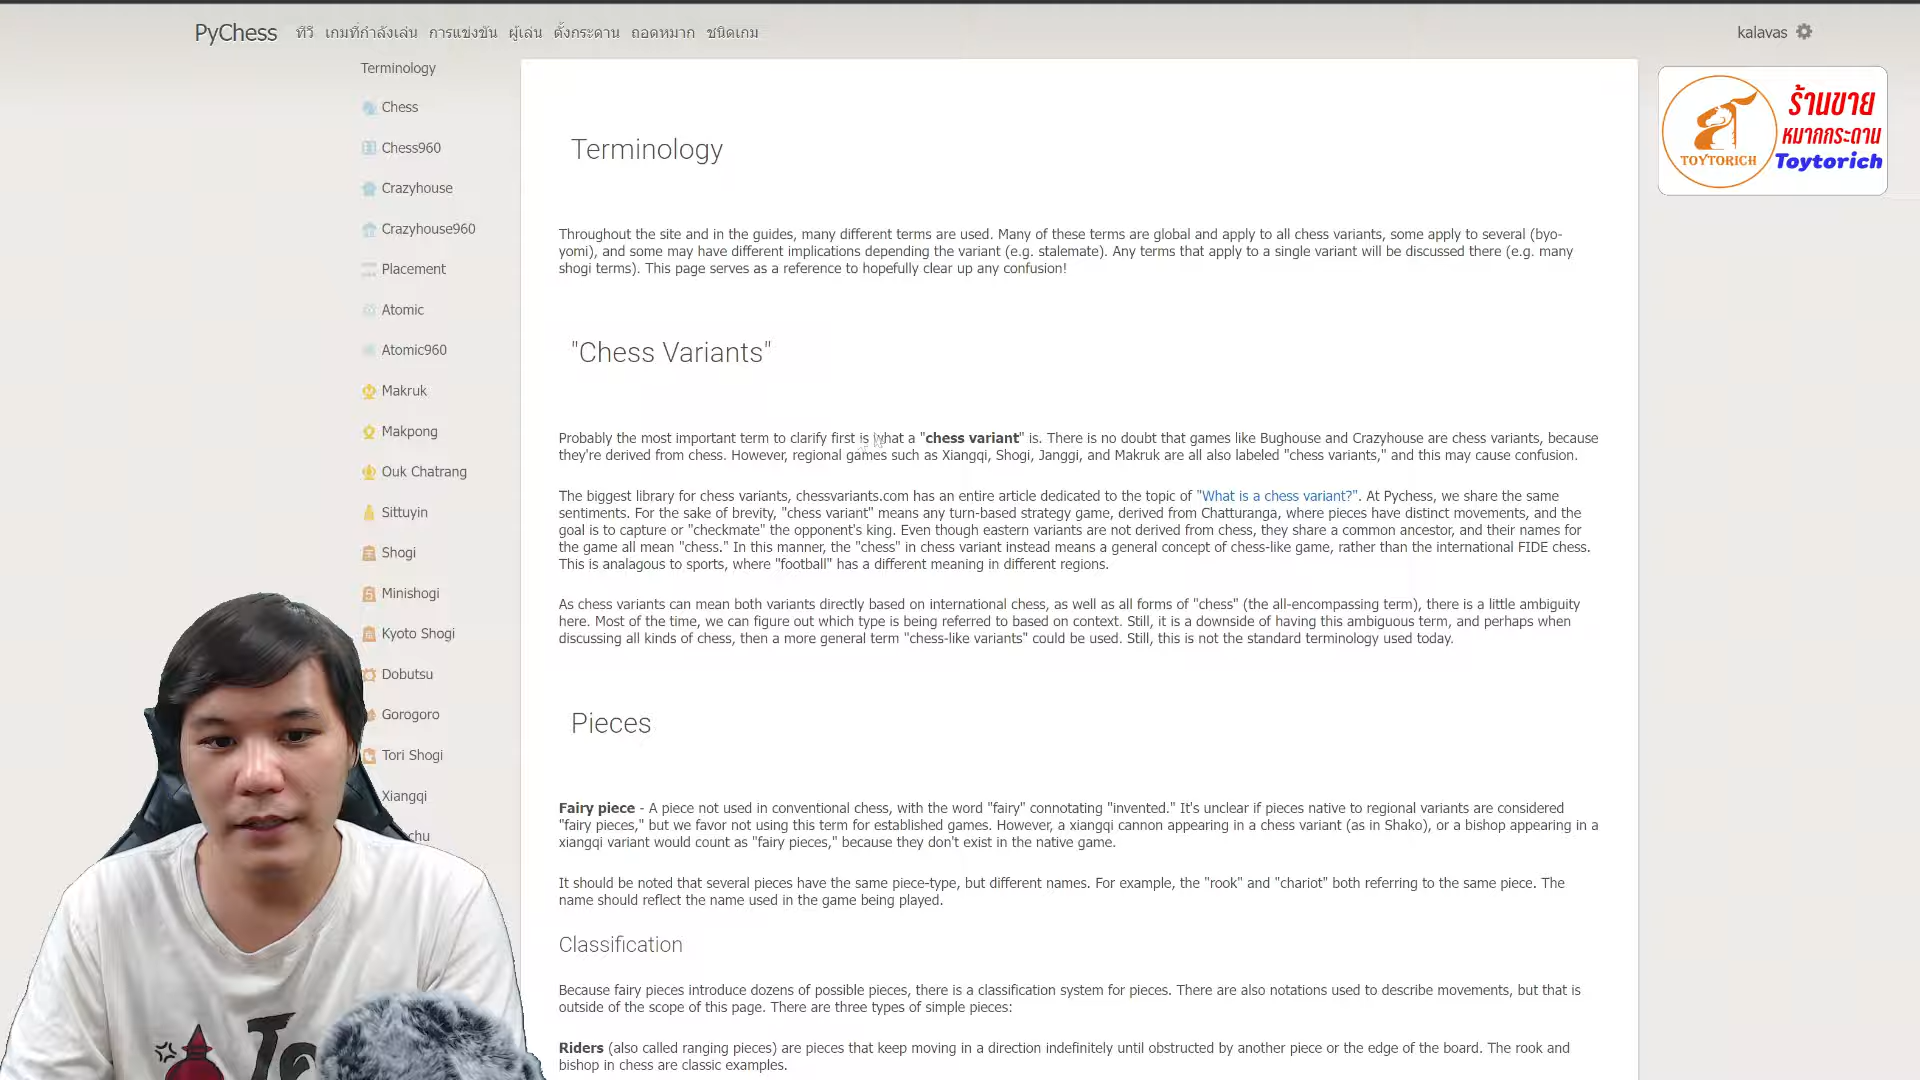 PyChess ทีวี เกมที่กำลังเล่น การแข่งขัน ผู้เล่น ตั้งกระดาน ถอดหมาก ชนิดเกม
kalavas
ร้านขาย
หมากกระดาน
Toytorich
TOYTORICH
Terminology
Chess
Chess960
Crazyhouse
Crazyhouse960
Placement
Atomic
Atomic960
Makruk
Makpong
Ouk Chatrang
Sittuyin
Shogi
Minishogi
Kyoto Shogi
Dobutsu
Gorogoro
Tori Shogi
Xiangqi
chu
Terminology
Throughout the site and in the guides, many different terms are used. Many of these terms are global and apply to all chess variants, some apply to several (byo-
yomi), and some may have different implications depending the variant (e.g. stalemate). Any terms that apply to a single variant will be discussed there (e.g. many
shogi terms). This page serves as a reference to hopefully clear up any confusion!
"Chess Variants"
Probably the most important term to clarify first is what a "chess variant" is. There is no doubt that games like Bughouse and Crazyhouse are chess variants, because
they're derived from chess. However, regional games such as Xiangqi, Shogi, Janggi, and Makruk are all also labeled "chess variants," and this may cause confusion.
The biggest library for chess variants, chessvariants.com has an entire article dedicated to the topic of "What is a chess variant?". At Pychess, we share the same
sentiments. For the sake of brevity, "chess variant" means any turn-based strategy game, derived from Chatturanga, where pieces have distinct movements, and the
goal is to capture or "checkmate" the opponent's king. Even though eastern variants are not derived from chess, they share a common ancestor, and their names for
the game all mean "chess." In this manner, the "chess" in chess variant instead means a general concept of chess-like game, rather than the international FIDE chess.
This is analagous to sports, where "football" has a different meaning in different regions.
As chess variants can mean both variants directly based on international chess, as well as all forms of "chess" (the all-encompassing term), there is a little ambiguity
here. Most of the time, we can figure out which type is being referred to based on context. Still, it is a downside of having this ambiguous term, and perhaps when
discussing all kinds of chess, then a more general term "chess-like variants" could be used. Still, this is not the standard terminology used today.
Pieces
Fairy piece - A piece not used in conventional chess, with the word "fairy" connotating "invented." It's unclear if pieces native to regional variants are considered
"fairy pieces," but we favor not using this term for established games. However, a xiangqi cannon appearing in a chess variant (as in Shako), or a bishop appearing in a
xiangqi variant would count as "fairy pieces," because they don't exist in the native game.
It should be noted that several pieces have the same piece-type, but different names. For example, the "rook" and "chariot" both referring to the same piece. The
name should reflect the name used in the game being played.
Classification
Because fairy pieces introduce dozens of possible pieces, there is a classification system for pieces. There are also notations used to describe movements, but that is
outside of the scope of this page. There are three types of simple pieces:
Riders (also called ranging pieces) are pieces that keep moving in a direction indefinitely until obstructed by another piece or the edge of the board. The rook and
bishop in chess are classic examples.